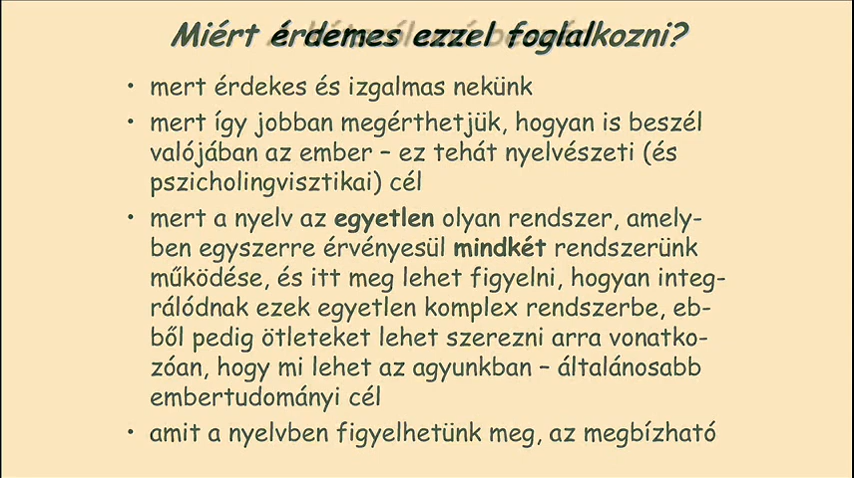 Miért érdemes ezzel foglalkozni?
• mert érdekes és izgalmas nekünk
• mert így jobban megérthetjük, hogyan is beszél
valójában az ember – ez tehát nyelvészeti (és
pszicholingvisztikai) cél
• mert a nyelv az egyetlen olyan rendszer, amely-
ben egyszerre érvényesül mindkét rendszerünk
működése, és itt meg lehet figyelni, hogyan integ-
rálódnak ezek egyetlen komplex rendszerbe, eb-
ből pedig ötleteket lehet szerezni arra vonatko-
zóan, hogy mi lehet az agyunkban – általánosabb
embertudományi cél
• amit a nyelvben figyelhetünk meg, az megbízható